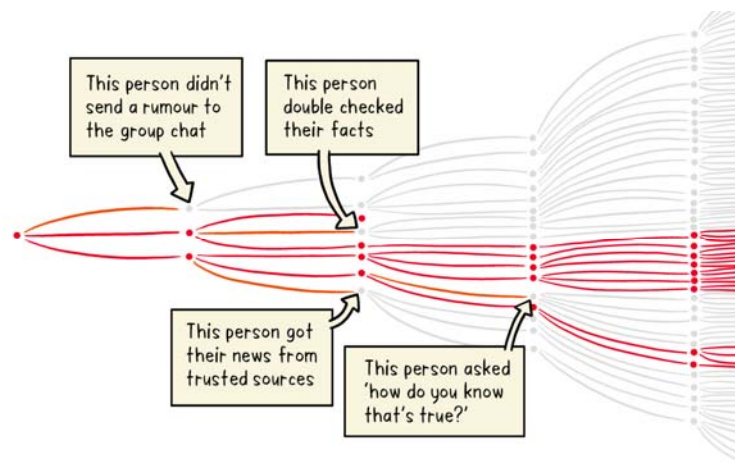 This person didn't
send a rumour to
the group chat
This person
double checked
their facts
This person got
their news from
trusted sources
This person asked
'how do you know
that's true?'